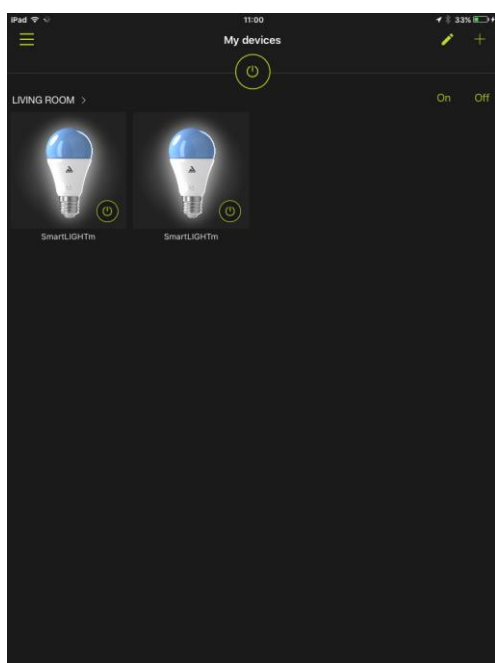 iPad 11:00 33%
My devices
LIVING ROOM >
On Off
SmartLIGHTm SmartLIGHTm